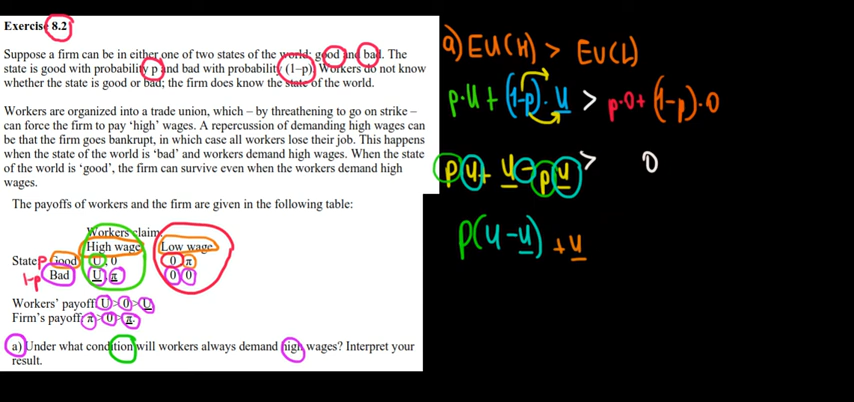 Exercise 8.2
Suppose a firm can be in either one of two states of the world: good and bad. The
state is good with probability p and bad with probability (1−p). Workers do not know
whether the state is good or bad; the firm does know the state of the world.
Workers are organized into a trade union, which – by threatening to go on strike –
can force the firm to pay 'high' wages. A repercussion of demanding high wages can
be that the firm goes bankrupt, in which case all workers lose their job. This happens
when the state of the world is 'bad' and workers demand high wages. When the state
of the world is 'good', the firm can survive even when the workers demand high
wages.
The payoffs of workers and the firm are given in the following table:
Workers claim:
High wage Low wage
State p Good U, 0 0 π
1-p Bad U̲, π̲ 0 0
Workers' payoff U>0>U̲
Firm's payoff: π>0>π̲.
a) Under what condition will workers always demand high wages? Interpret your
result.
a) EU(H) > EU(L)
p·U + (1-p)·u̲ > p·0+ (1-p)·0
pu+ u̲ - pu̲ > 0
p(u-u̲) + u̲